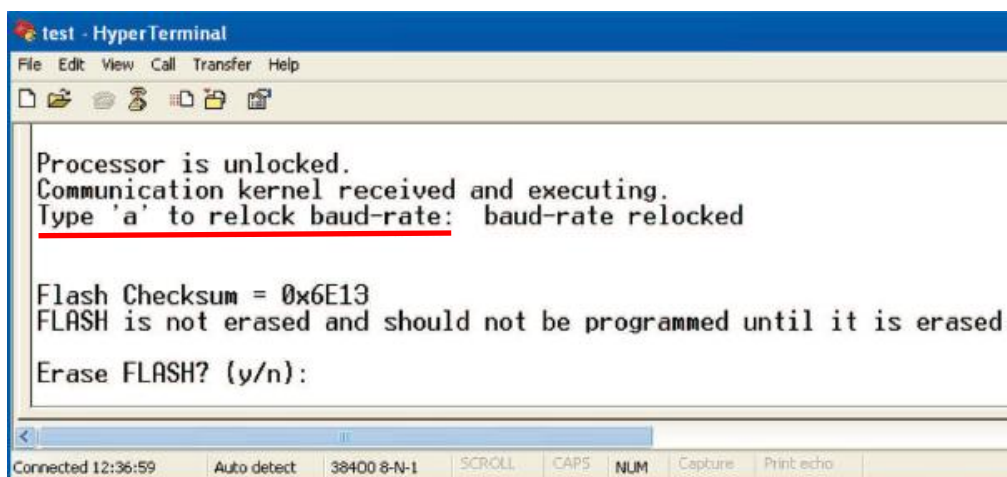 test - HyperTerminal
File Edit View Call Transfer Help
Processor is unlocked.
Communication kernel received and executing.
Type 'a' to relock baud-rate:  baud-rate relocked
Flash Checksum = 0x6E13
FLASH is not erased and should not be programmed until it is erased
Erase FLASH? (y/n):
Connected 12:36:59 Auto detect 38400 8-N-1 SCROLL CAPS NUM Capture Print echo